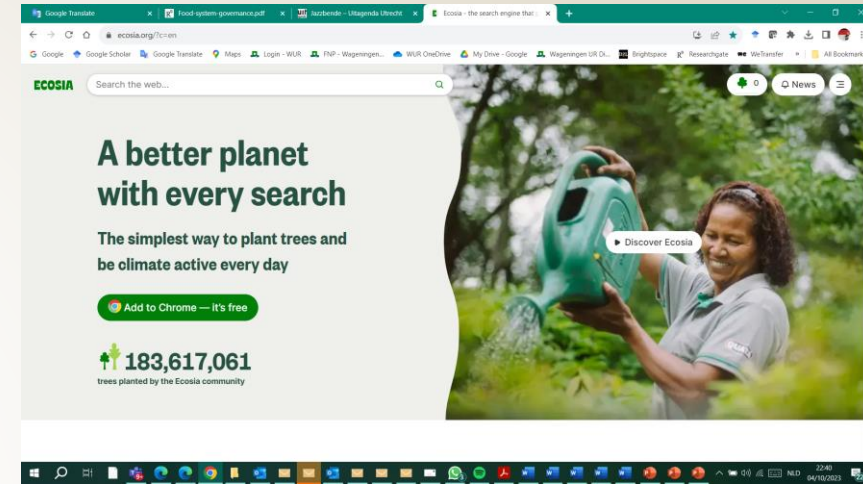 Google Translate
Food-system-governance.pdf
Jazzbende – Uitagenda Utrecht
Ecosia - the search engine that
ecosia.org/?c=en
Google
Google Scholar
Google Translate
Maps
Login - WUR
FNP - Wageningen...
WUR OneDrive
My Drive - Google
Wageningen UR Di...
Brightspace
Researchgate
WeTransfer
»
All Bookmark
ECOSIA
Search the web...
0
News
A better planet
with every search
The simplest way to plant trees and
be climate active every day
Discover Ecosia
Add to Chrome — it's free
183,617,061
trees planted by the Ecosia community
NLD
22:40
04/10/2023